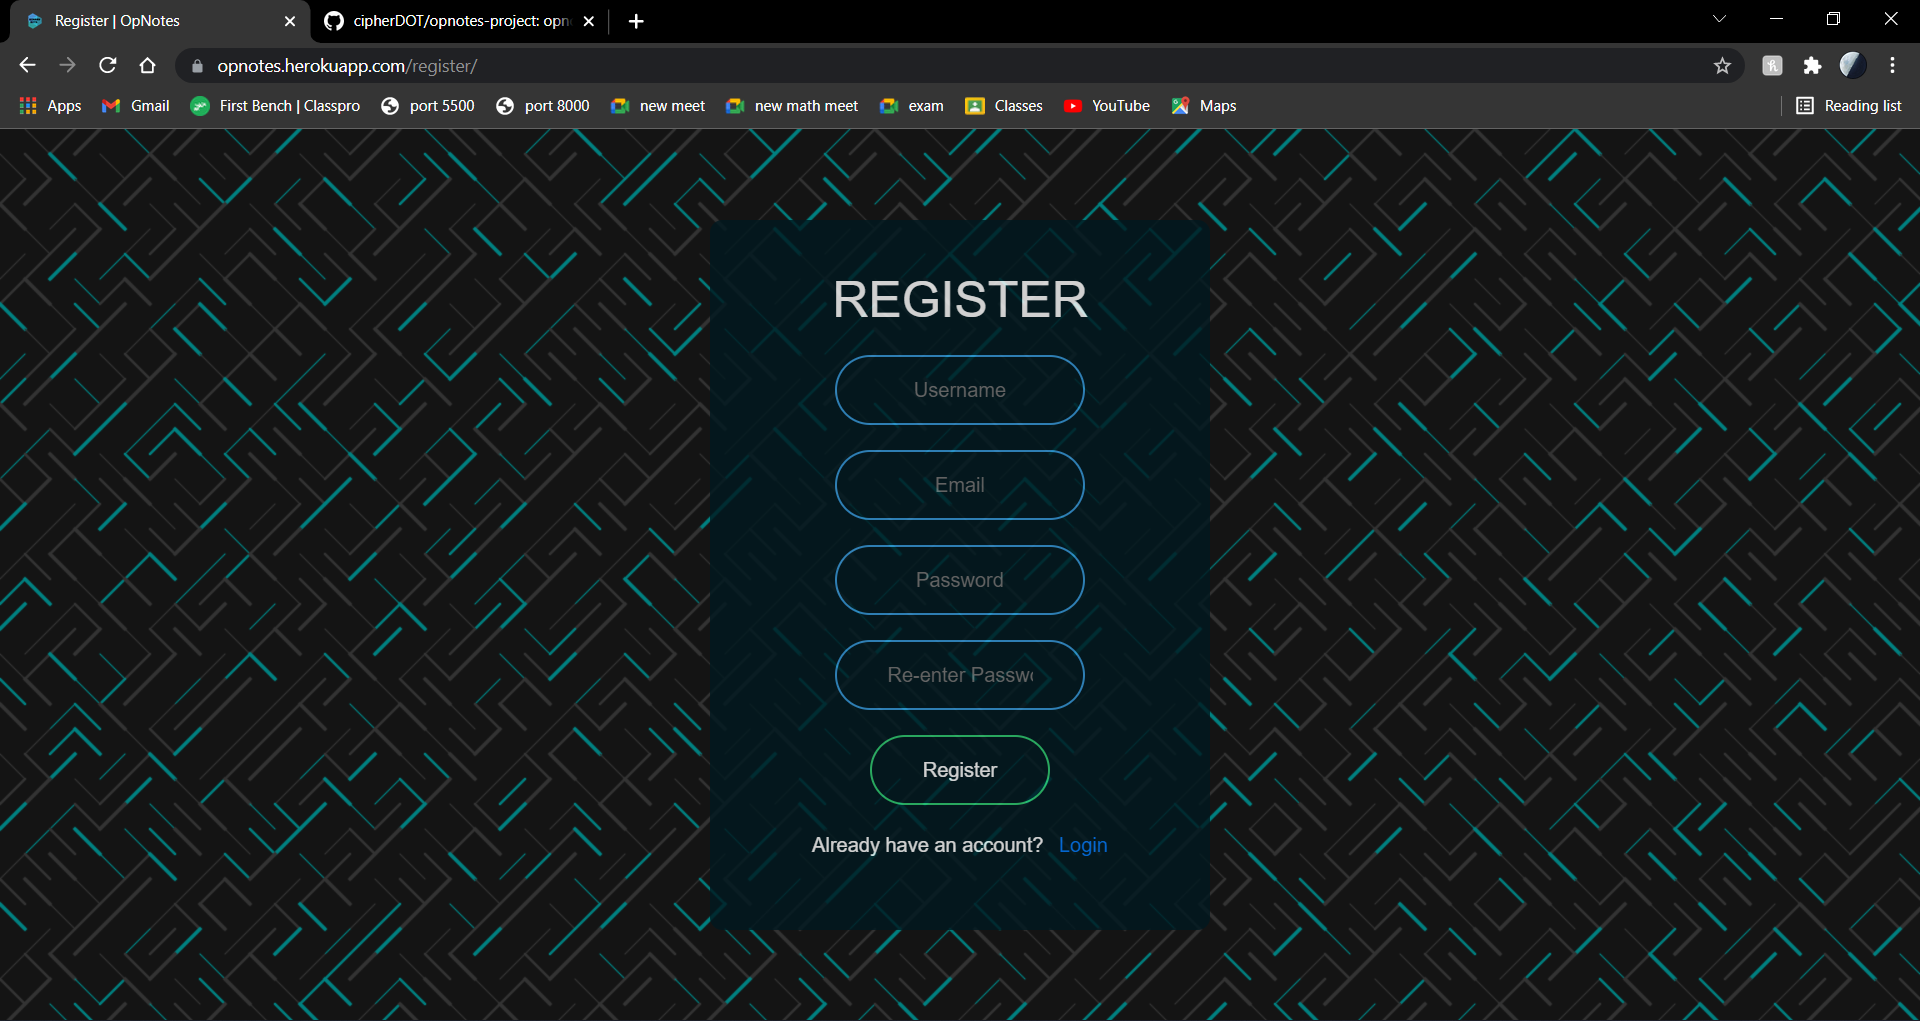 Register | OpNotes
cipherDOT/opnotes-project: opn
opnotes.herokuapp.com/register/
Apps Gmail First Bench | Classpro port 5500 port 8000 new meet new math meet exam Classes YouTube Maps Reading list
REGISTER
Username
Email
Password
Re-enter Passwo
Register
Already have an account? Login